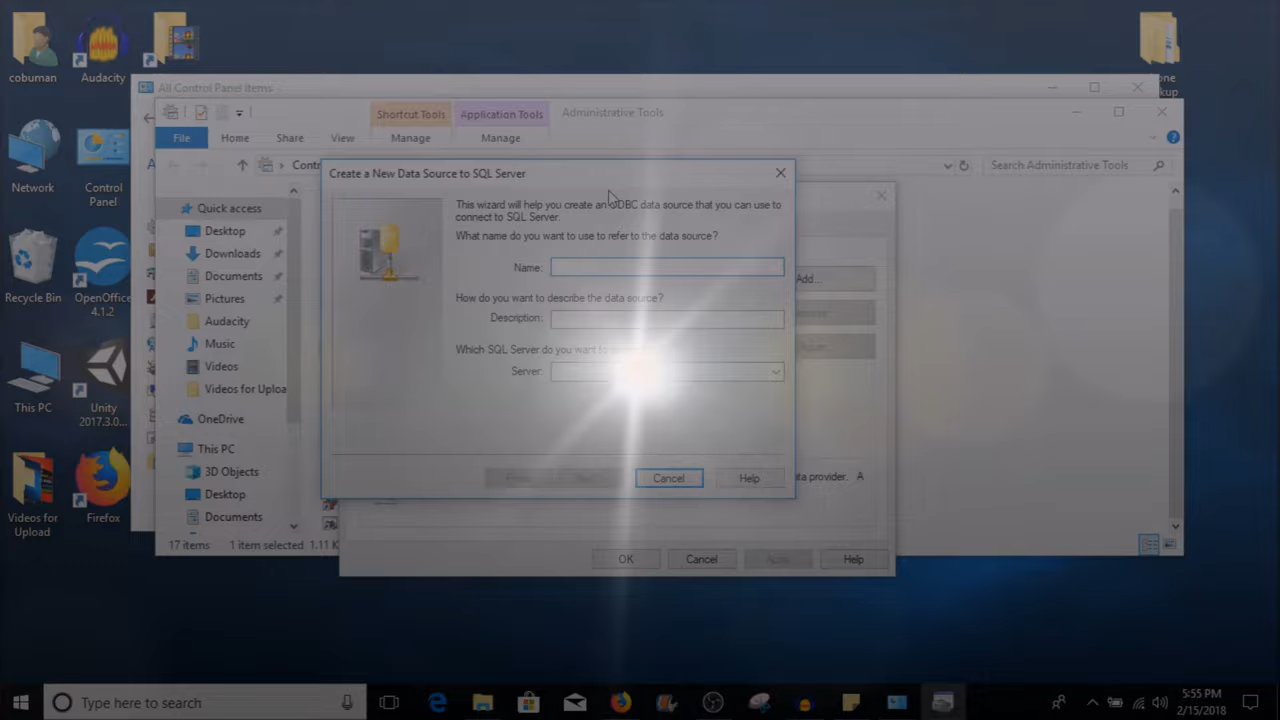 cobuman
Audacity
All Control Panel Items
Shortcut Tools
Application Tools
Administrative Tools
File
Home
Share
View
Manage
Manage
Network
Control
Panel
Search Administrative Tools
Create a New Data Source to SQL Server
This wizard will help you create an ODBC data source that you can use to
connect to SQL Server.
What name do you want to use to refer to the data source?
Name:
How do you want to describe the data source?
Description:
Which SQL Server do you want to
Server:
Cancel
Help
Add...
Quick access
Desktop
Downloads
Documents
Pictures
Audacity
Music
Videos
Videos for Uploa
OneDrive
This PC
3D Objects
Desktop
Documents
Recycle Bin
OpenOffice
4.1.2
This PC
Unity
2017.3.0...
Videos for
Upload
Firefox
ata provider. A
17 items
1 item selected
1.11 K
OK
Cancel
Help
Type here to search
5:55 PM
2/15/2018